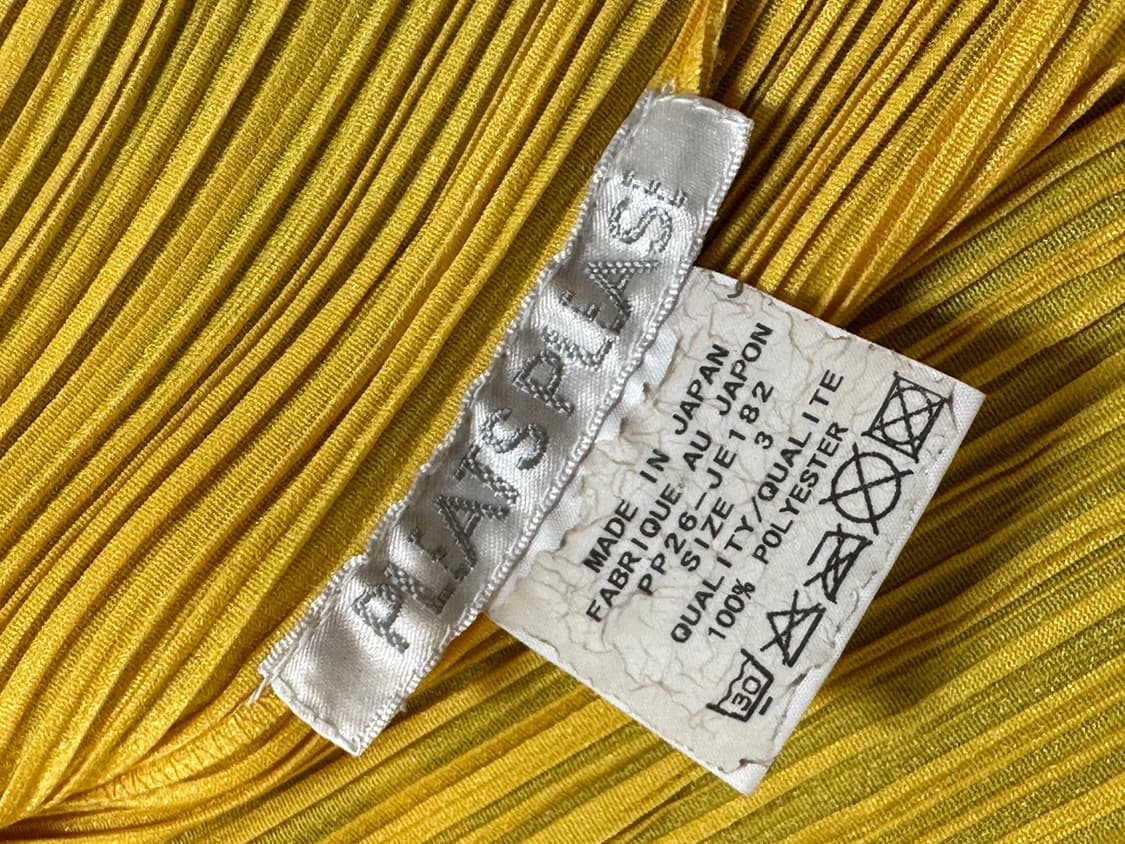 PLEATS PLEASE
MADE IN JAPAN
FABRIQUE AU JAPON
PP26-JE182
SIZE 3
QUALITY/QUALITE
100% POLYESTER
30